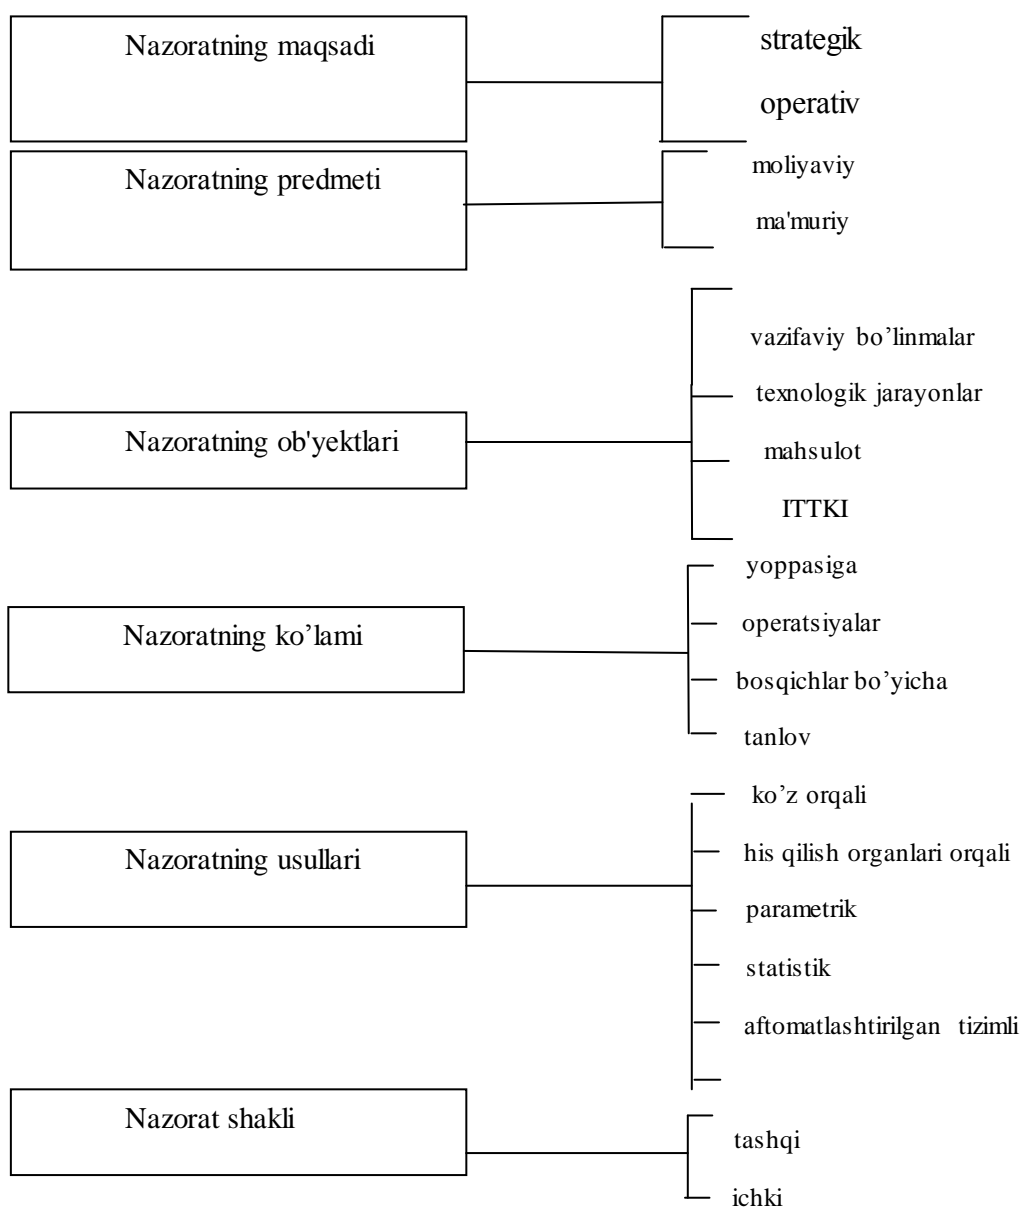 Nazoratning maqsadi
strategik
operativ
Nazoratning predmeti
moliyaviy
ma'muriy
Nazoratning ob'yektlari
vazifaviy bo’linmalar
texnologik jarayonlar
mahsulot
ITTKI
Nazoratning ko’lami
yoppasiga
operatsiyalar
bosqichlar bo’yicha
tanlov
Nazoratning usullari
ko’z orqali
his qilish organlari orqali
parametrik
statistik
aftomatlashtirilgan tizimli
Nazorat shakli
tashqi
ichki